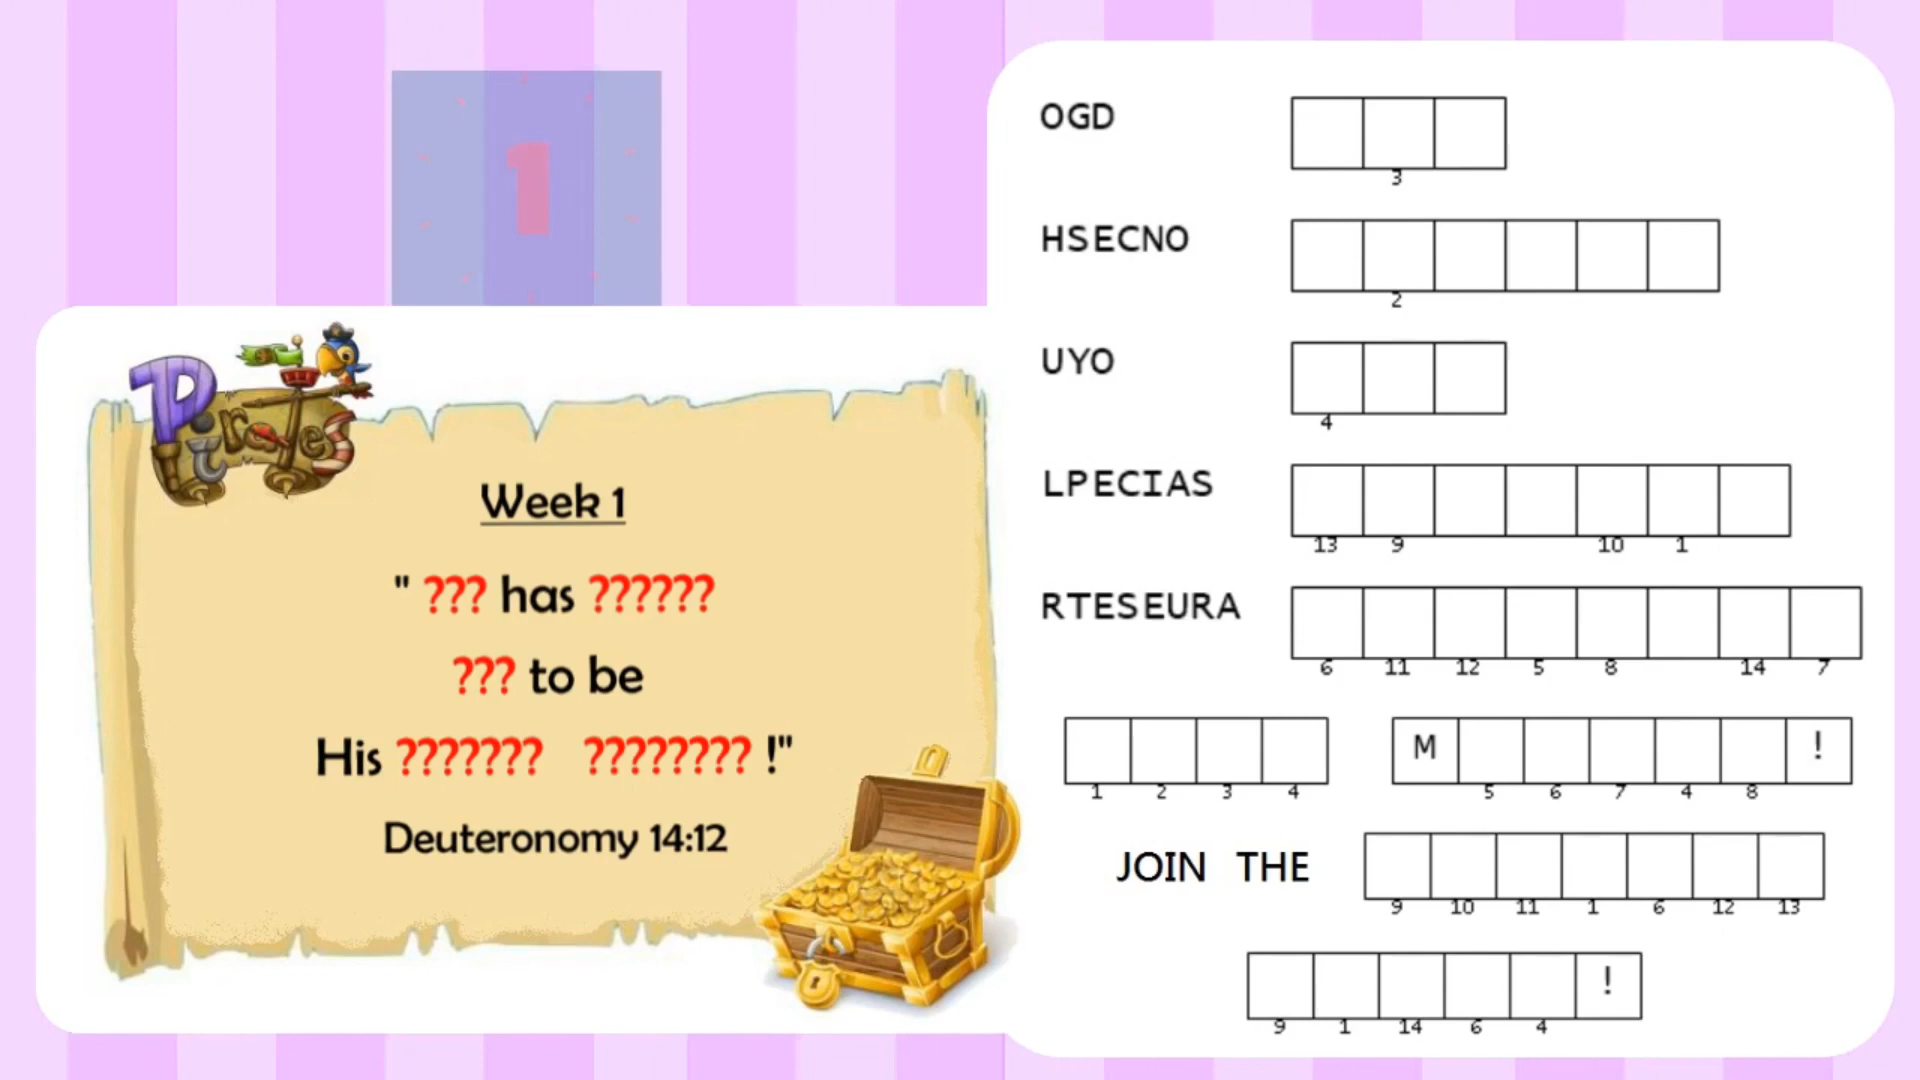 1
Pirates
Week 1
" ??? has ??????
??? to be
His ??????? ???????? !"
Deuteronomy 14:12
OGD
3
HSECNO
2
UYO
4
LPECIAS
13 9 10 1
RTESEURA
6 11 12 5 8 14 7
M !
1 2 3 4 5 6 7 4 8
JOIN THE
9 10 11 1 6 12 13
!
9 1 14 6 4